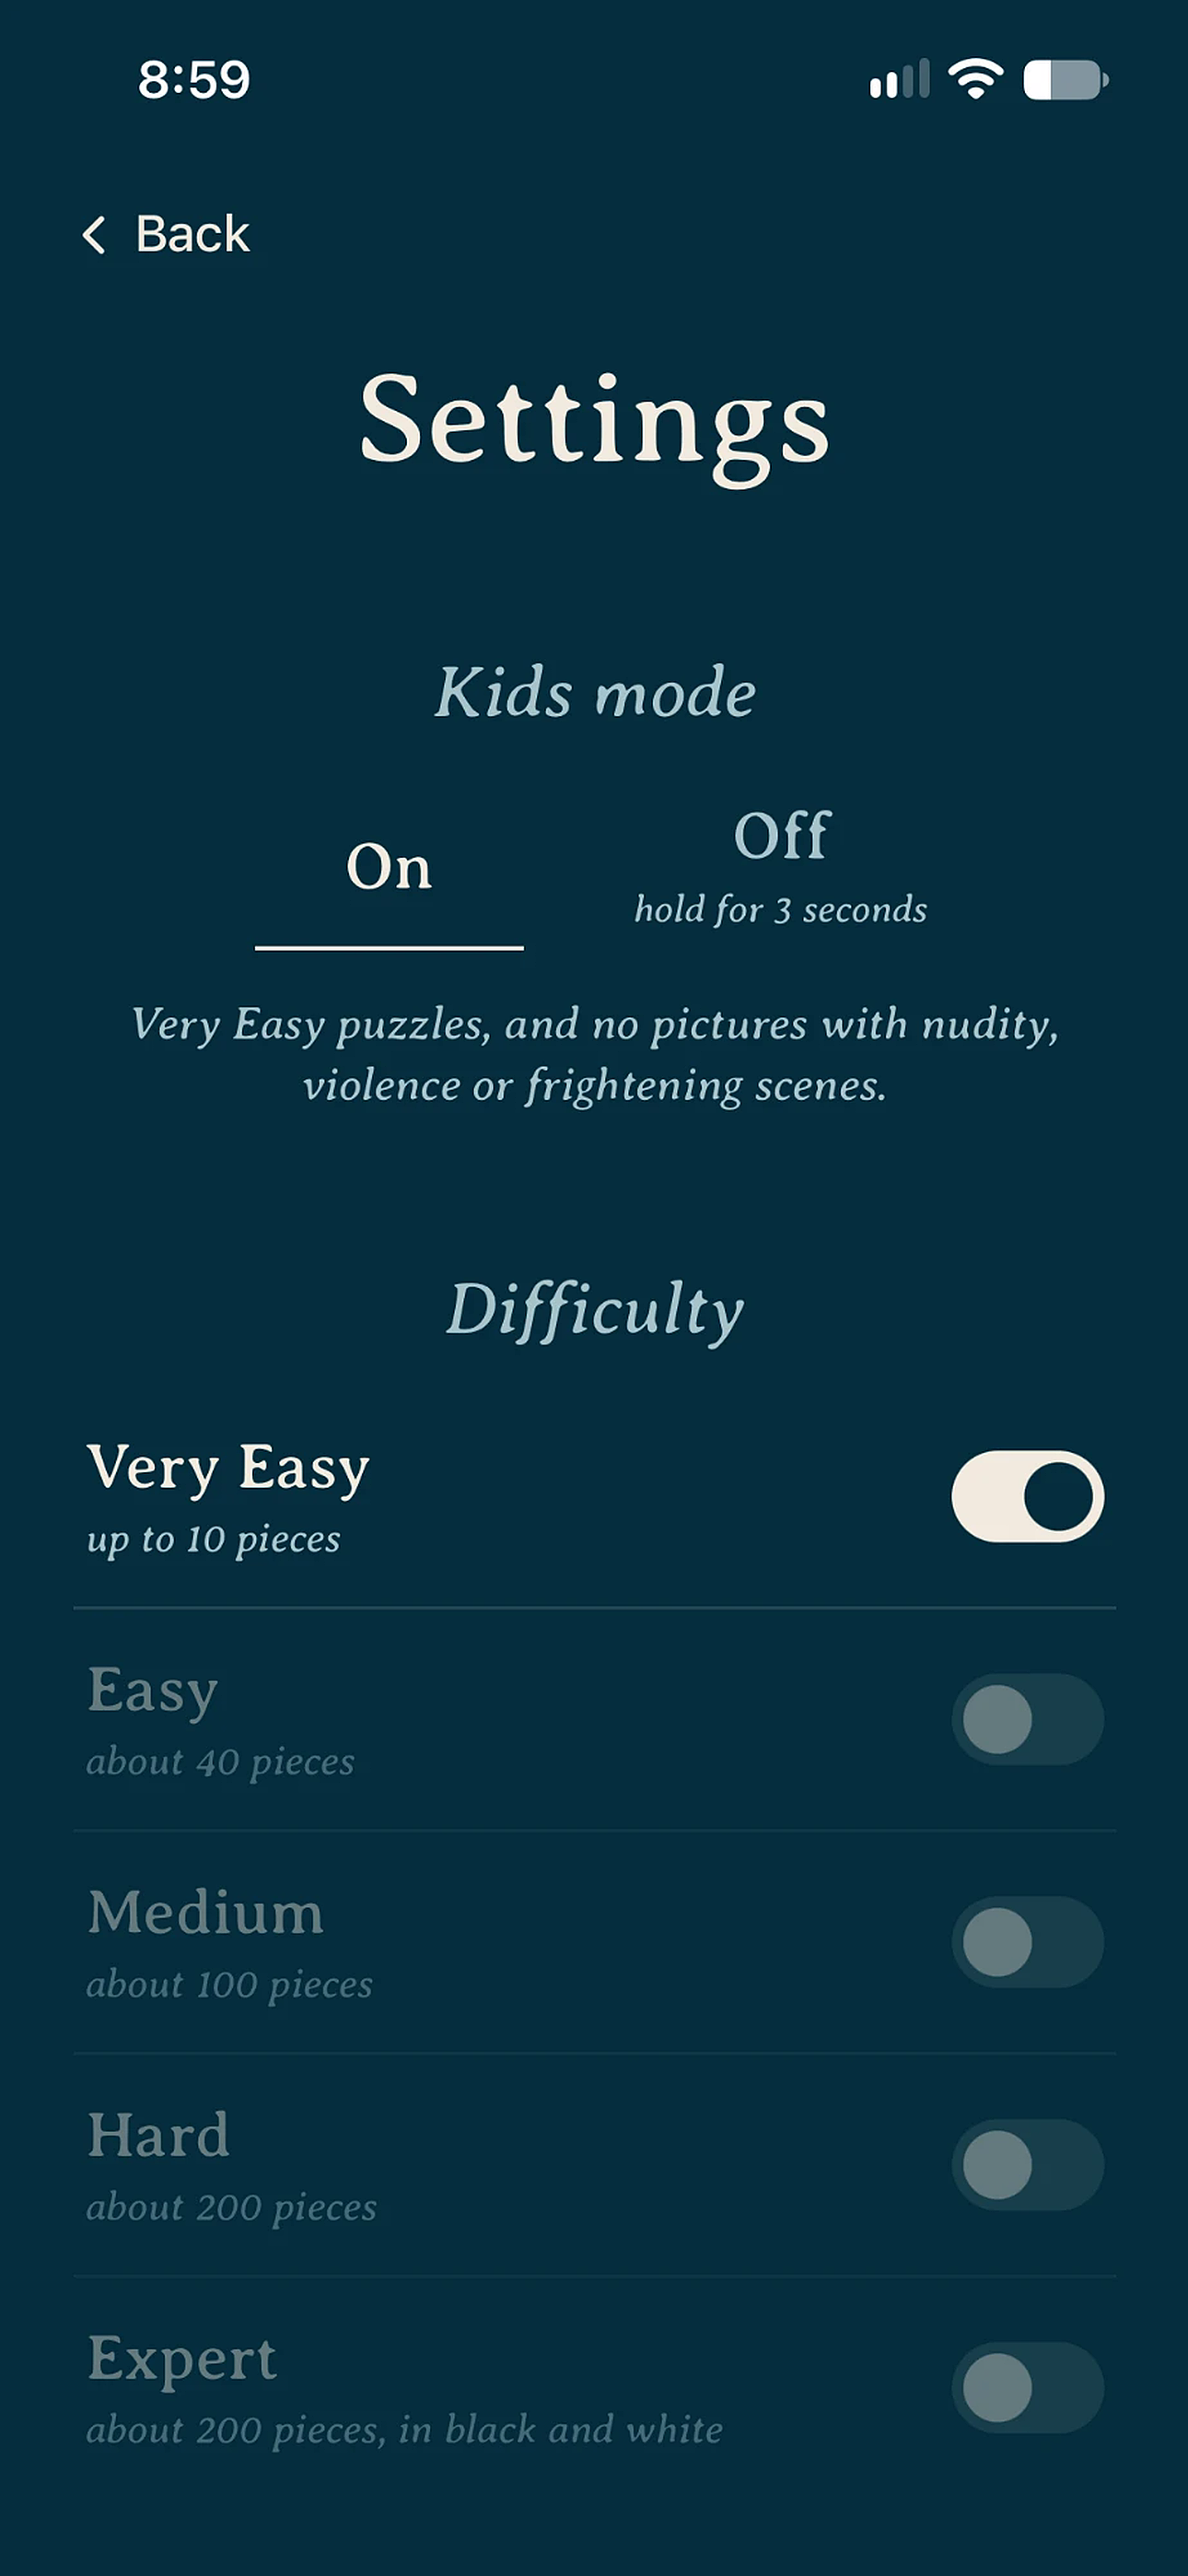 8:59
Back
Settings
Kids mode
On
Off
hold for 3 seconds
Very Easy puzzles, and no pictures with nudity,
violence or frightening scenes.
Difficulty
Very Easy
up to 10 pieces
Easy
about 40 pieces
Medium
about 100 pieces
Hard
about 200 pieces
Expert
about 200 pieces, in black and white